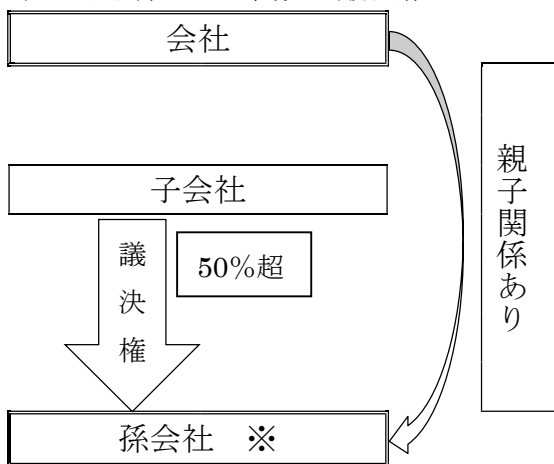 会社
子会社
議決権
50%超
孫会社 ※
親子関係あり